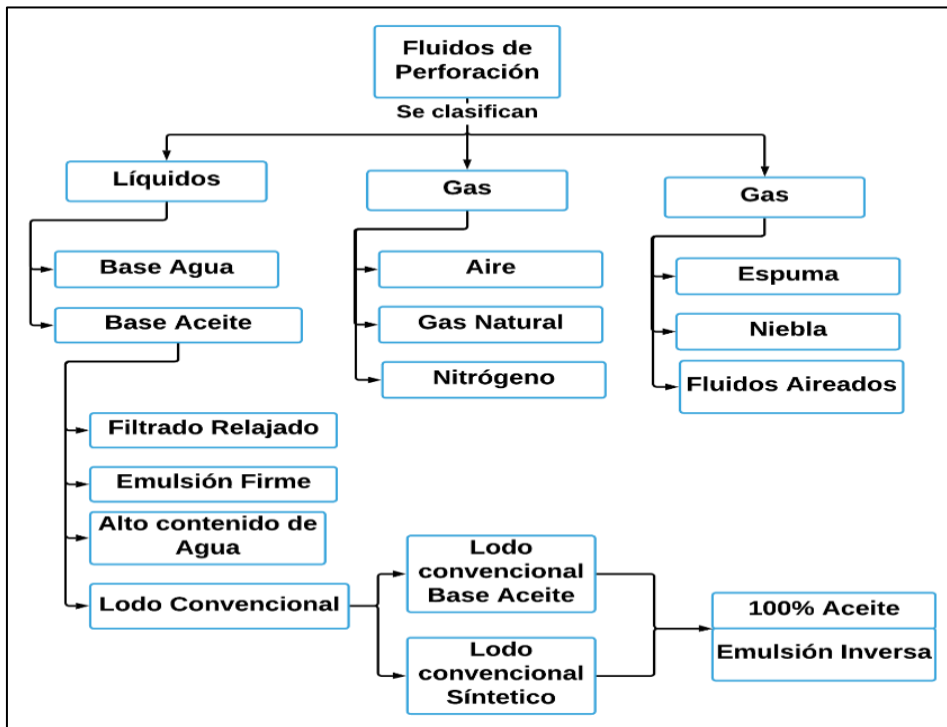 Fluidos de
Perforación
Se clasifican
Líquidos
Gas
Gas
Base Agua
Base Aceite
Aire
Gas Natural
Nitrógeno
Espuma
Niebla
Fluidos Aireados
Filtrado Relajado
Emulsión Firme
Alto contenido de
Agua
Lodo Convencional
Lodo
convencional
Base Aceite
Lodo
convencional
Síntetico
100% Aceite
Emulsión Inversa